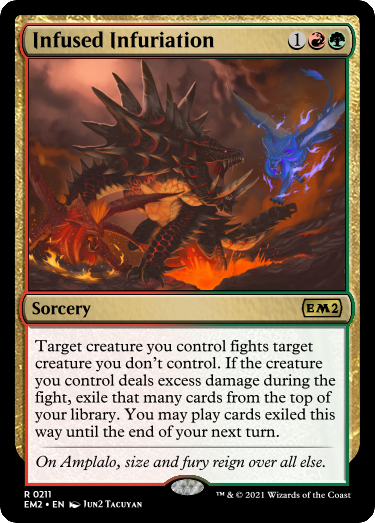 Infused Infuriation 1
Sorcery EM2
Target creature you control fights target
creature you don't control. If the creature
you control deals excess damage during the
fight, exile that many cards from the top of
your library. You may play cards exiled this
way until the end of your next turn.
On Amplalo, size and fury reign over all else.
R 0211
EM2 • EN Jun2 Tacuyan
™ & © 2021 Wizards of the Coast